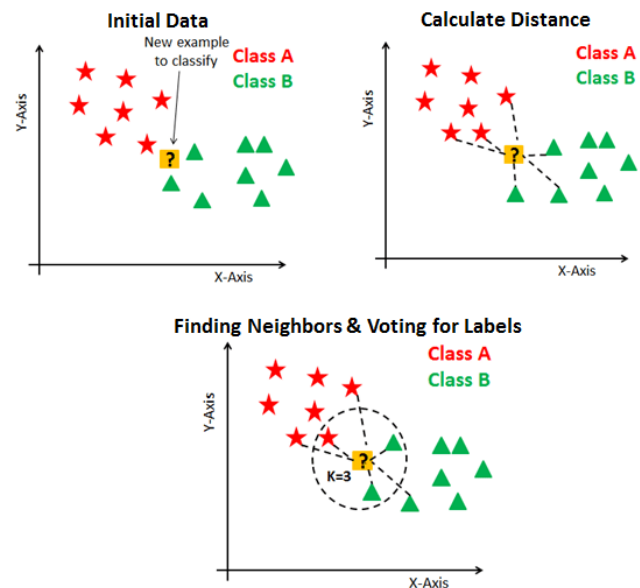 Initial Data
New example
to classify
Class A
Class B
?
Y-Axis
X-Axis
Calculate Distance
Class A
Class B
?
Y-Axis
X-Axis
Finding Neighbors & Voting for Labels
Class A
Class B
?
K=3
Y-Axis
X-Axis